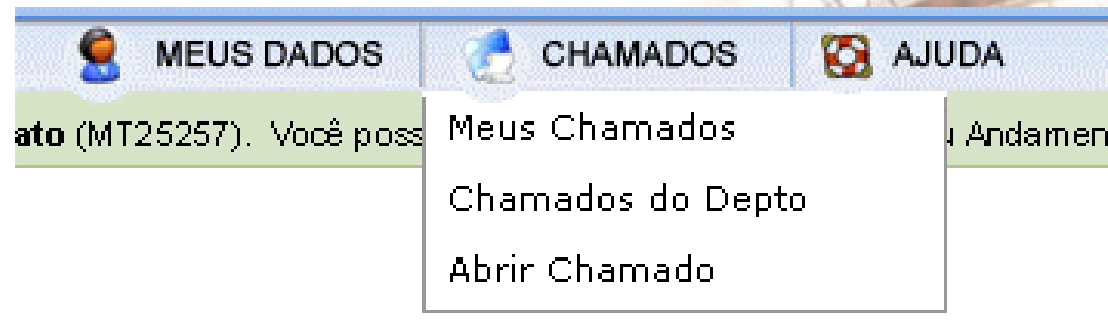 MEUS DADOS CHAMADOS AJUDA
ato (MT25257). Você poss u Andamen
Meus Chamados
Chamados do Depto
Abrir Chamado